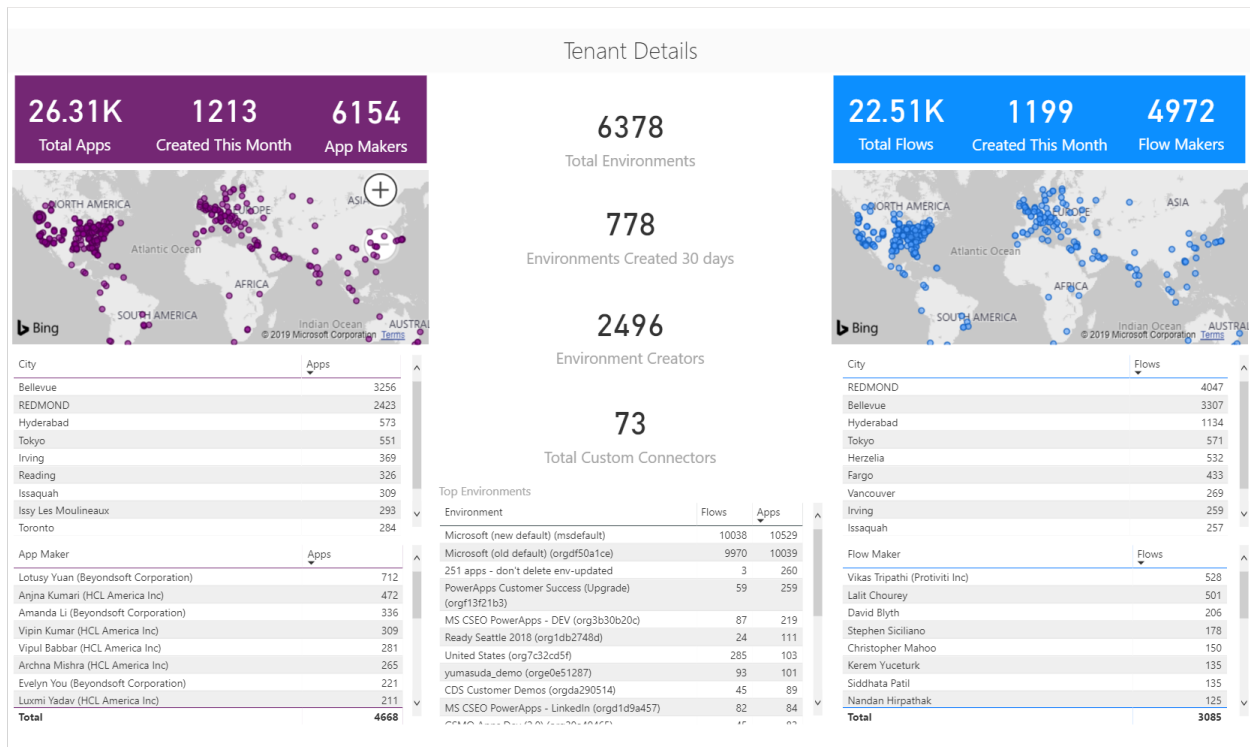 Tenant Details
26.31K 1213 6154
Total Apps Created This Month App Makers
NORTH AMERICA
EUROPE
ASIA
Atlantic Ocean
AFRICA
SOUTH AMERICA
Indian Ocean
AUSTRAL
Bing
© 2019 Microsoft Corporation Terms
City Apps
Bellevue 3256
REDMOND 2423
Hyderabad 573
Tokyo 551
Irving 369
Reading 326
Issaquah 309
Issy Les Moulineaux 293
Toronto 284
App Maker Apps
Lotusy Yuan (Beyondsoft Corporation) 712
Anjna Kumari (HCL America Inc) 472
Amanda Li (Beyondsoft Corporation) 336
Vipin Kumar (HCL America Inc) 309
Vipul Babbar (HCL America Inc) 281
Archna Mishra (HCL America Inc) 265
Evelyn You (Beyondsoft Corporation) 221
Luxmi Yadav (HCL America Inc) 211
Total 4668
6378
Total Environments
778
Environments Created 30 days
2496
Environment Creators
73
Total Custom Connectors
Top Environments
Environment Flows Apps
Microsoft (new default) (msdefault) 10038 10529
Microsoft (old default) (orgdf50a1ce) 9970 10039
251 apps - don't delete env-updated 3 260
PowerApps Customer Success (Upgrade) 59 259
(orgf13f21b3)
MS CSEO PowerApps - DEV (org3b30b20c) 87 219
Ready Seattle 2018 (org1db2748d) 24 111
United States (org7c32cd5f) 285 103
yumasuda_demo (orge0e51287) 93 101
CDS Customer Demos (orgda290514) 45 89
MS CSEO PowerApps - LinkedIn (orgd1d9a457) 82 84
22.51K 1199 4972
Total Flows Created This Month Flow Makers
NORTH AMERICA
EUROPE
ASIA
Atlantic Ocean
AFRICA
SOUTH AMERICA
Indian Ocean
AUSTRAL
Bing
© 2019 Microsoft Corporation Terms
City Flows
REDMOND 4047
Bellevue 3307
Hyderabad 1134
Tokyo 571
Herzelia 532
Fargo 433
Vancouver 269
Irving 259
Issaquah 257
Flow Maker Flows
Vikas Tripathi (Protiviti Inc) 528
Lalit Chourey 501
David Blyth 206
Stephen Siciliano 178
Christopher Mahoo 150
Kerem Yuceturk 135
Siddhata Patil 135
Nandan Hirpathak 125
Total 3085